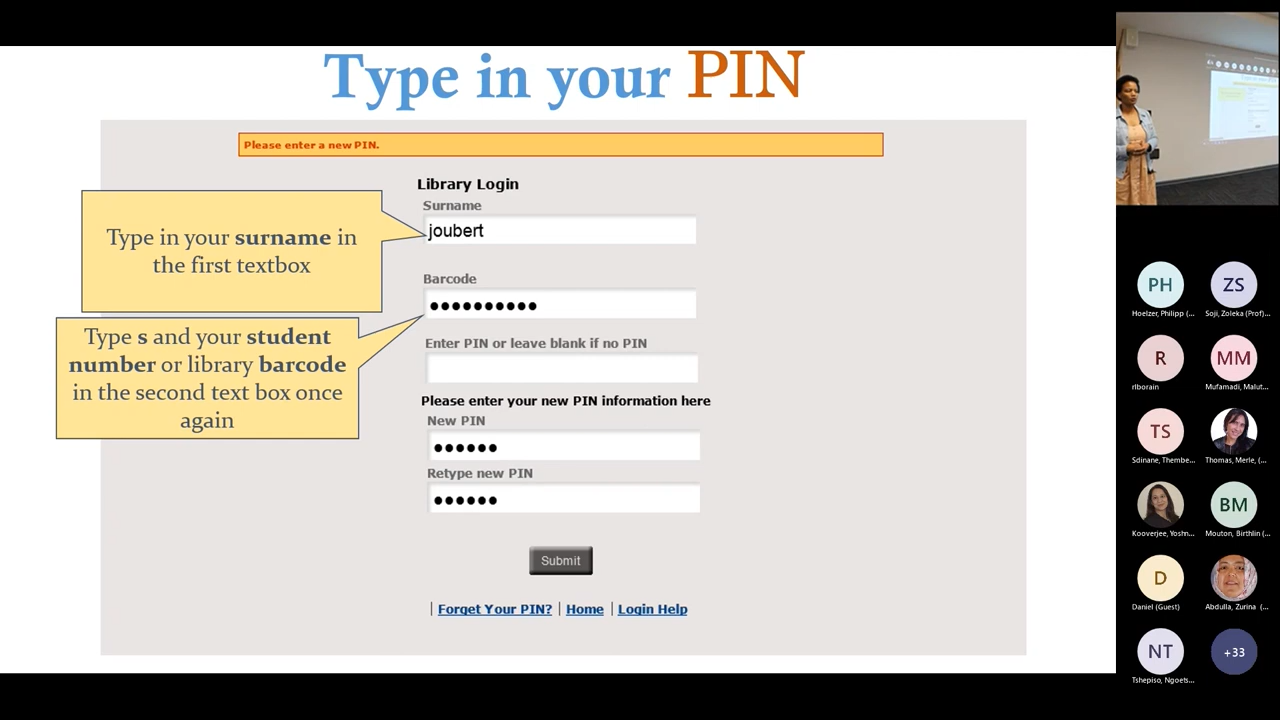 Type in your PIN
Please enter a new PIN.
Library Login
Surname
joubert
Type in your surname in
the first textbox
Barcode
Type s and your student
number or library barcode
in the second text box once
again
Enter PIN or leave blank if no PIN
Please enter your new PIN information here
New PIN
Retype new PIN
Submit
Forget Your PIN? | Home | Login Help
PH
Hoelzer, Philipp (...
ZS
Soji, Zoleka (Prof)...
R
rlborain
MM
Mufamadi, Malut...
TS
Sdinane, Thembe...
Thomas, Merle, (...
Kooverjee, Yoshn...
BM
Mouton, Birthlin (...
D
Daniel (Guest)
Abdulla, Zurina (...
NT
Tshepiso, Ngoets...
+33